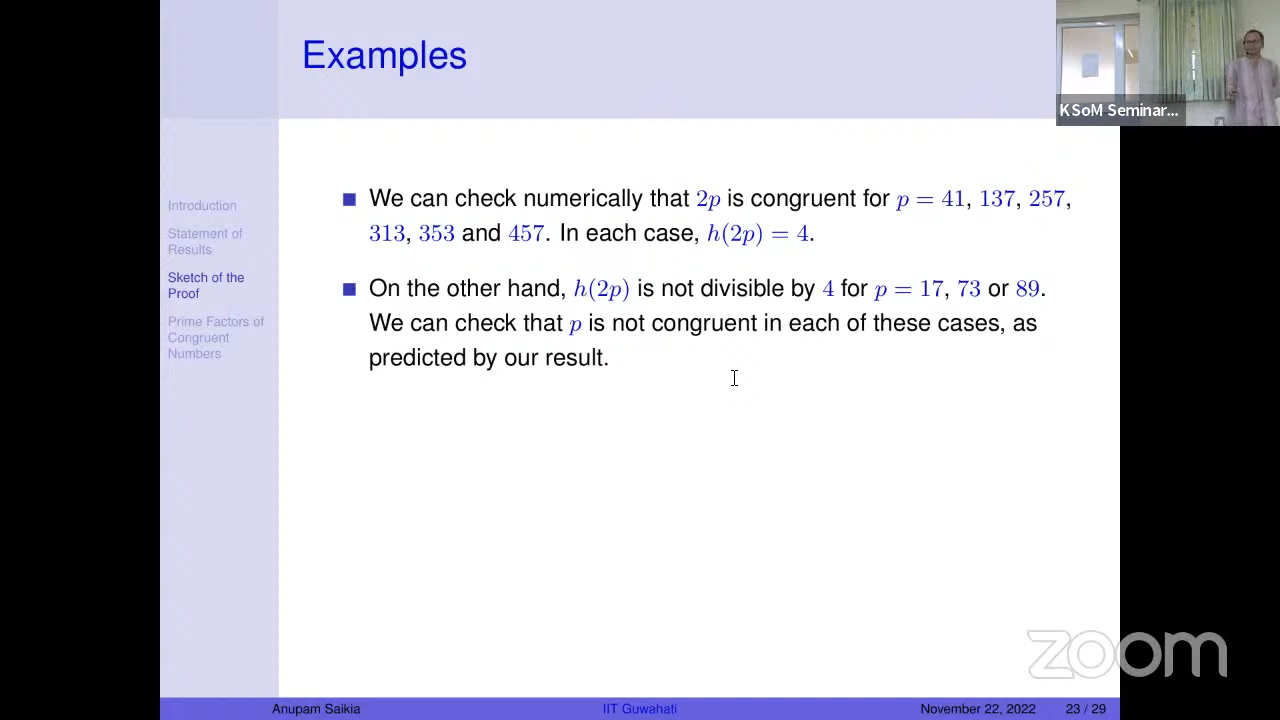 Examples
KSoM Seminar...
Introduction
Statement of
Results
Sketch of the
Proof
Prime Factors of
Congruent
Numbers
We can check numerically that 2p is congruent for p = 41, 137, 257,
313, 353 and 457. In each case, h(2p) = 4.
On the other hand, h(2p) is not divisible by 4 for p = 17, 73 or 89.
We can check that p is not congruent in each of these cases, as
predicted by our result.
zoom
Anupam Saikia IIT Guwahati November 22, 2022 23 / 29